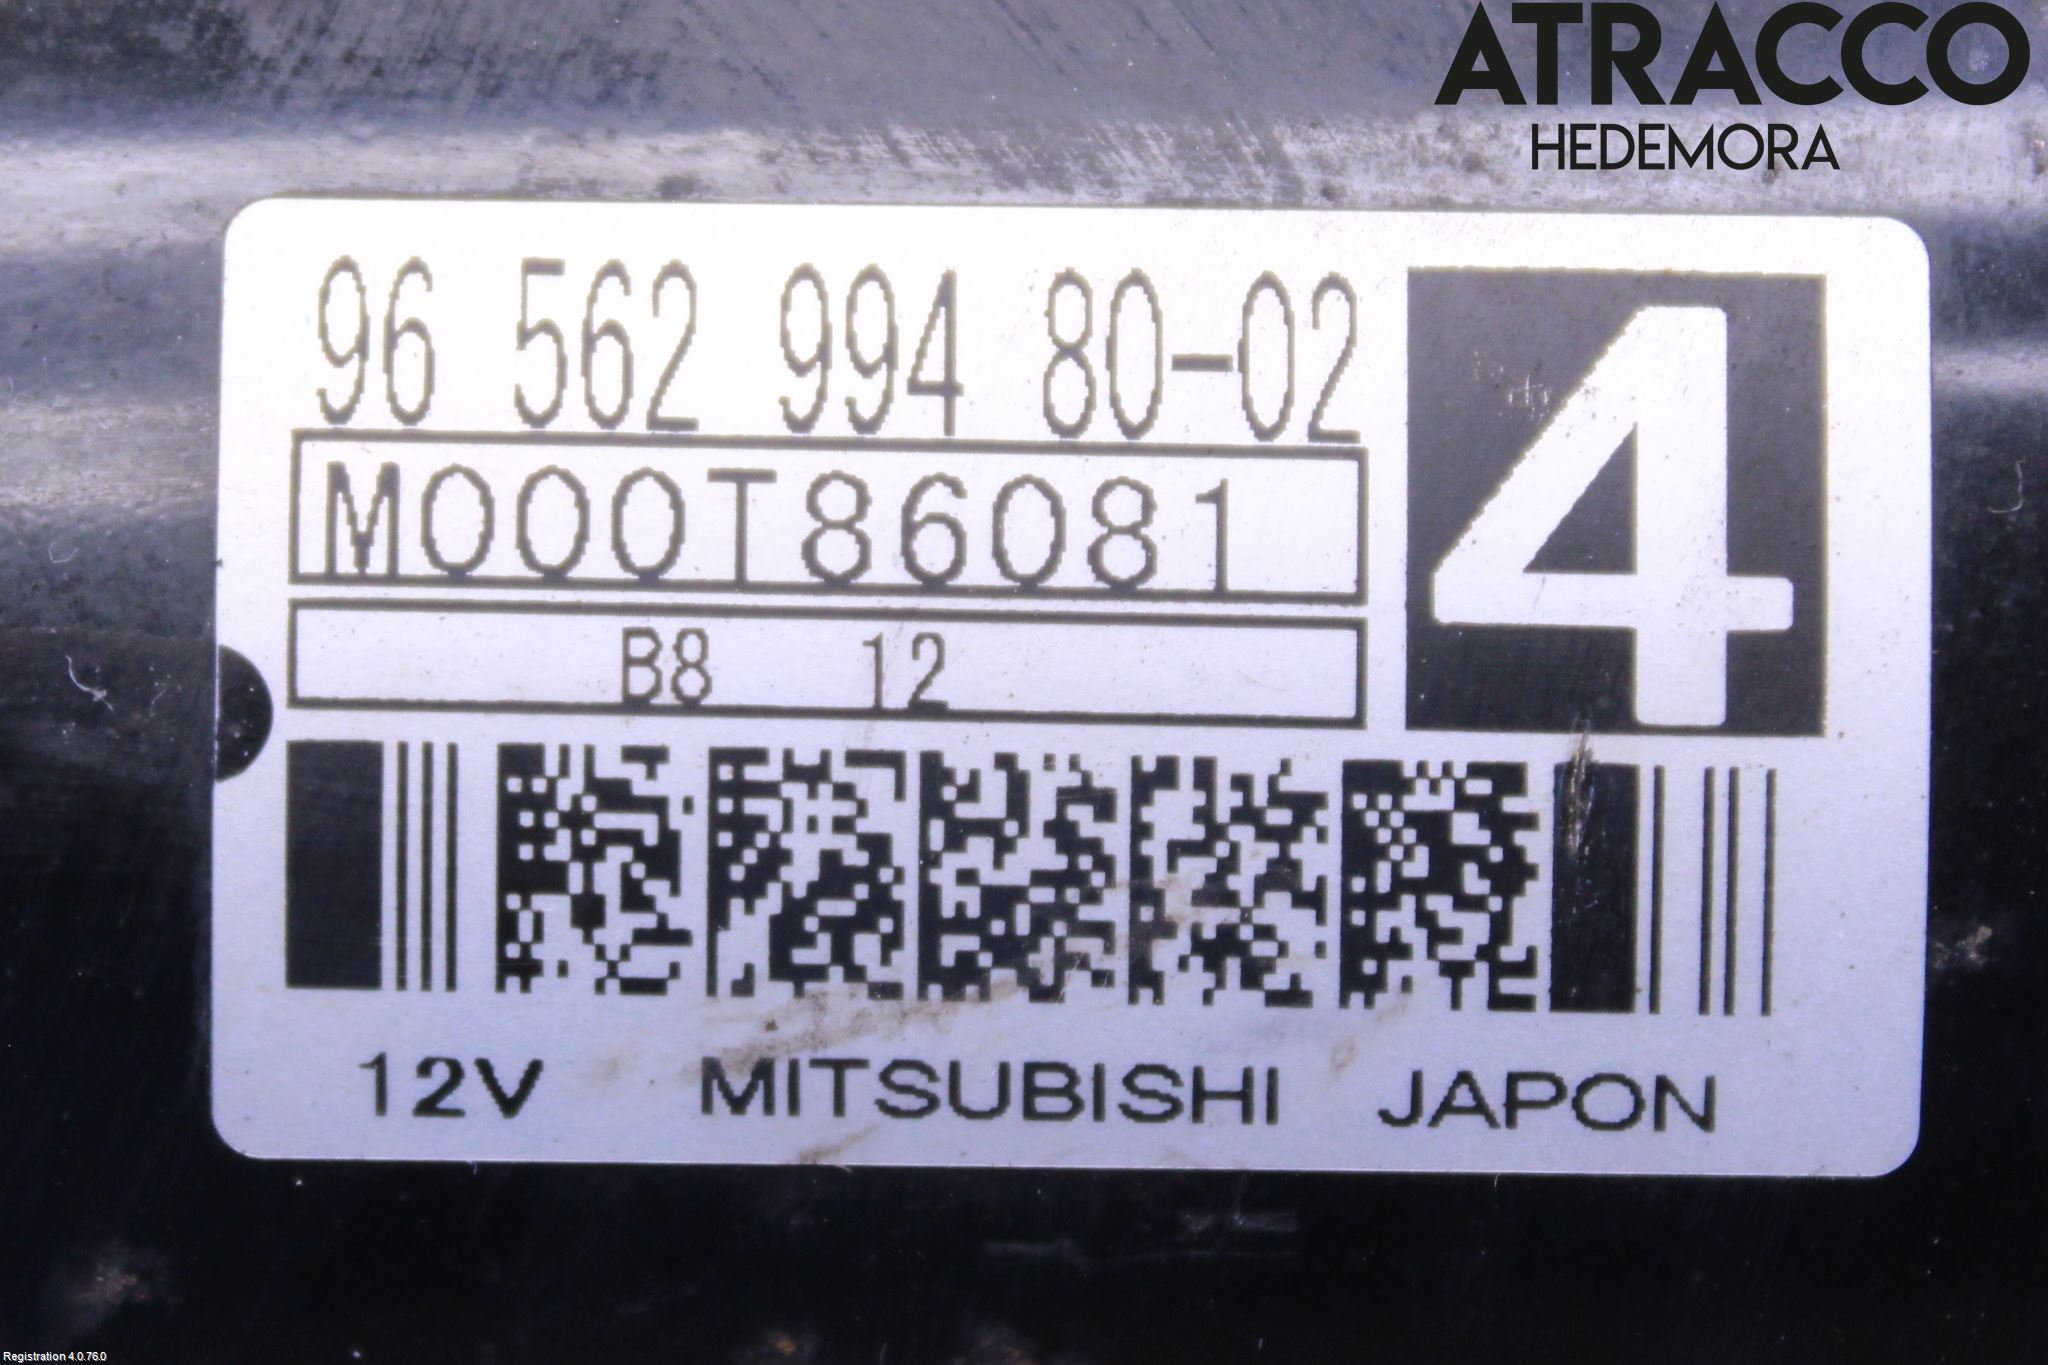 ATRACCO
HEDEMORA
96 562 994 80-02
4
M000T86081
B8 12
12V MITSUBISHI JAPON
Registration 4.0.76.0